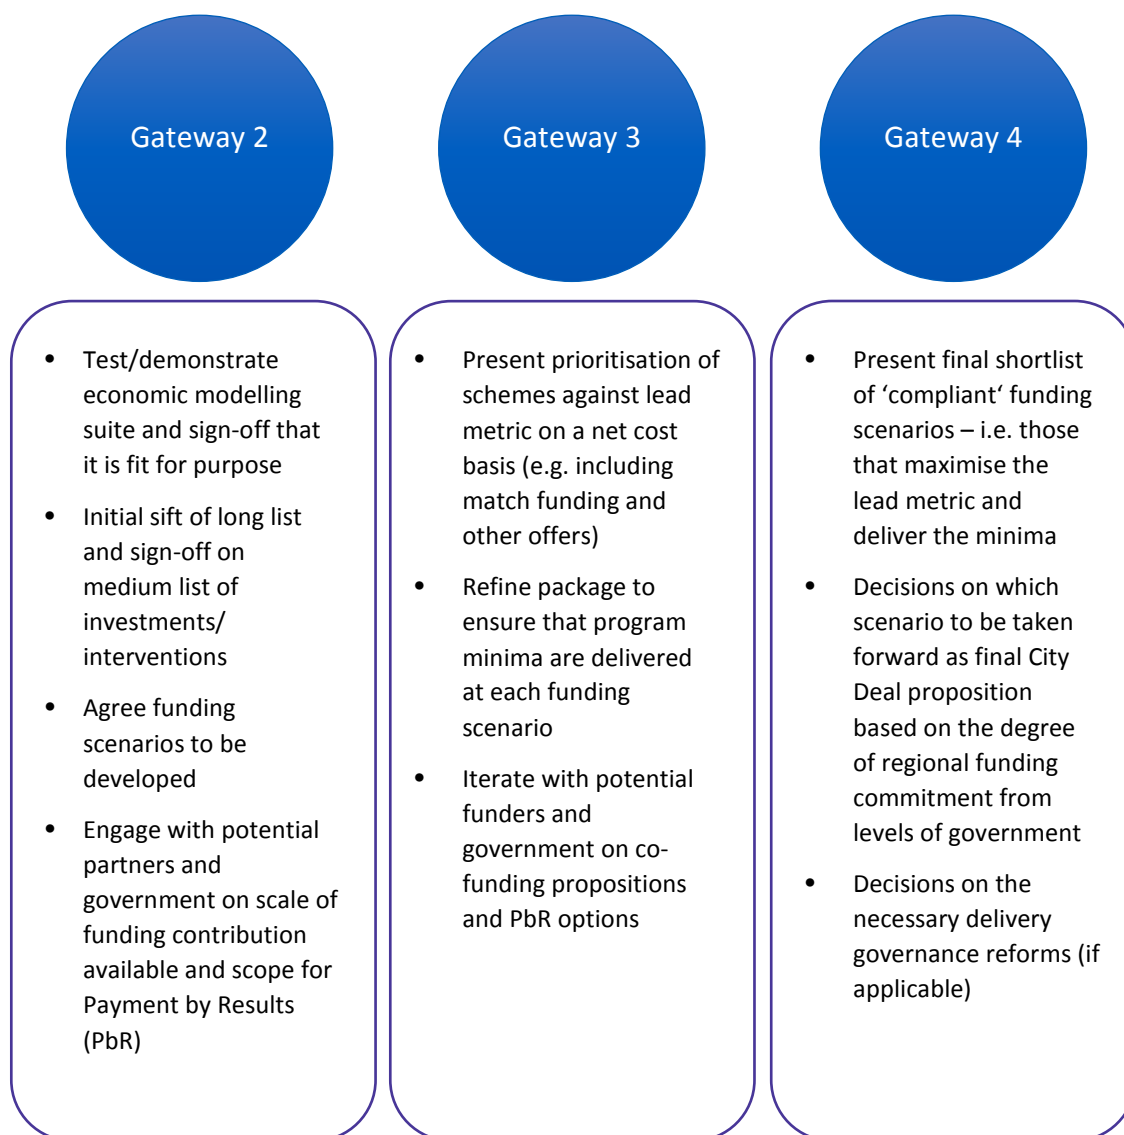 Gateway 2
• Test/demonstrate
economic modelling
suite and sign-off that
it is fit for purpose
• Initial sift of long list
and sign-off on
medium list of
investments/
interventions
• Agree funding
scenarios to be
developed
• Engage with potential
partners and
government on scale of
funding contribution
available and scope for
Payment by Results
(PbR)
Gateway 3
• Present prioritisation of
schemes against lead
metric on a net cost
basis (e.g. including
match funding and
other offers)
• Refine package to
ensure that program
minima are delivered
at each funding
scenario
• Iterate with potential
funders and
government on co-
funding propositions
and PbR options
Gateway 4
• Present final shortlist
of ‘compliant‘ funding
scenarios – i.e. those
that maximise the
lead metric and
deliver the minima
• Decisions on which
scenario to be taken
forward as final City
Deal proposition
based on the degree
of regional funding
commitment from
levels of government
• Decisions on the
necessary delivery
governance reforms (if
applicable)